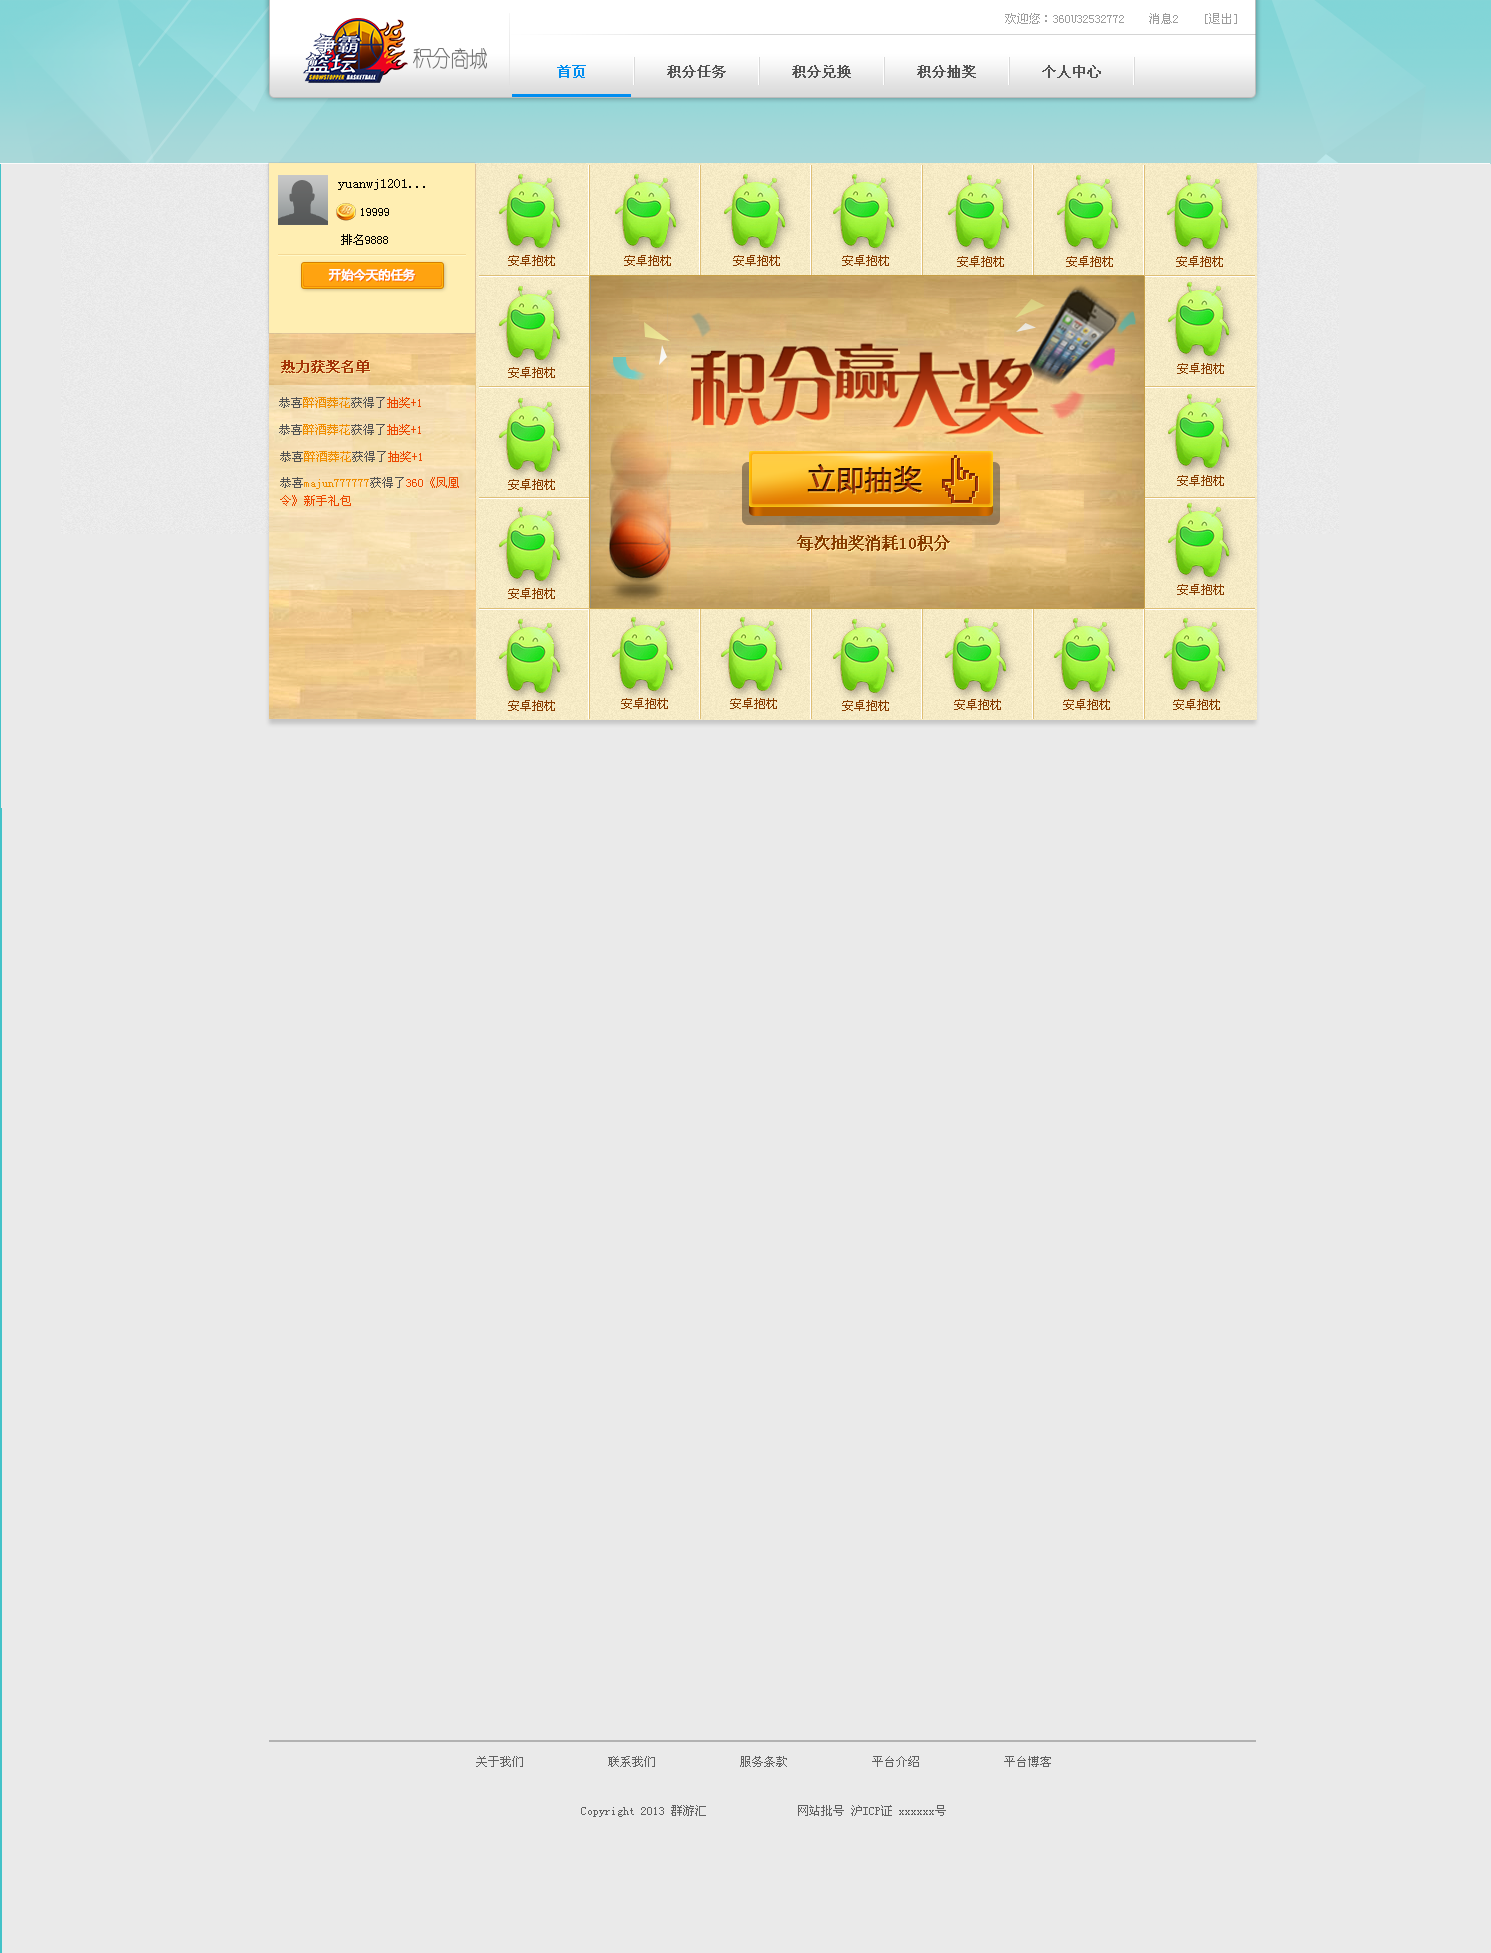 欢迎您：360U32532772 消息2 [退出]
争霸篮坛
SHOWSTOPPER BASKETBALL
积分商城
首页 积分任务 积分兑换 积分抽奖 个人中心
yuanwj1201...
19999
排名9888
开始今天的任务
热力获奖名单
恭喜醉酒葬花获得了抽奖+1
恭喜醉酒葬花获得了抽奖+1
恭喜醉酒葬花获得了抽奖+1
恭喜majun777777获得了360《凤凰
令》新手礼包
安卓抱枕 安卓抱枕 安卓抱枕 安卓抱枕 安卓抱枕 安卓抱枕 安卓抱枕
安卓抱枕 安卓抱枕
积分赢大奖
安卓抱枕 安卓抱枕
立即抽奖
每次抽奖消耗10积分
安卓抱枕 安卓抱枕
安卓抱枕 安卓抱枕 安卓抱枕 安卓抱枕 安卓抱枕 安卓抱枕 安卓抱枕
关于我们 联系我们 服务条款 平台介绍 平台博客
Copyright 2013 群游汇 网站批号 沪ICP证 xxxxxx号